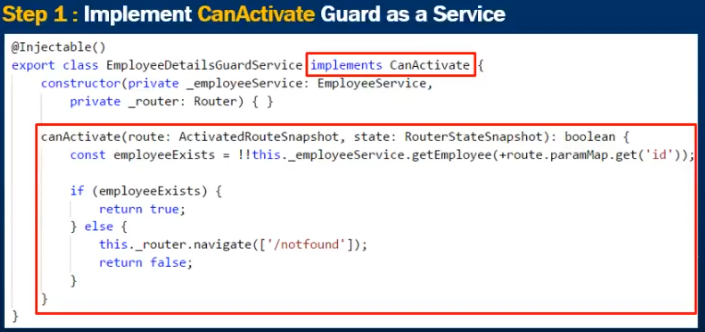 Step 1 : Implement CanActivate Guard as a Service
@Injectable()
export class EmployeeDetailsGuardService implements CanActivate {
    constructor(private _employeeService: EmployeeService,
        private _router: Router) { }

    canActivate(route: ActivatedRouteSnapshot, state: RouterStateSnapshot): boolean {
        const employeeExists = !!this._employeeService.getEmployee(+route.paramMap.get('id'));

        if (employeeExists) {
            return true;
        } else {
            this._router.navigate(['/notfound']);
            return false;
        }
    }
}